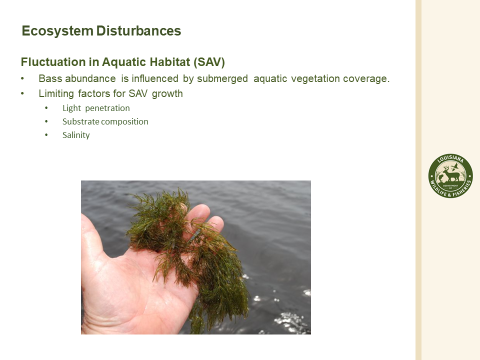 Ecosystem Disturbances
Fluctuation in Aquatic Habitat (SAV)
• Bass abundance is influenced by submerged aquatic vegetation coverage.
• Limiting factors for SAV growth
• Light penetration
• Substrate composition
• Salinity
LOUISIANA
WILDLIFE & FISHERIES